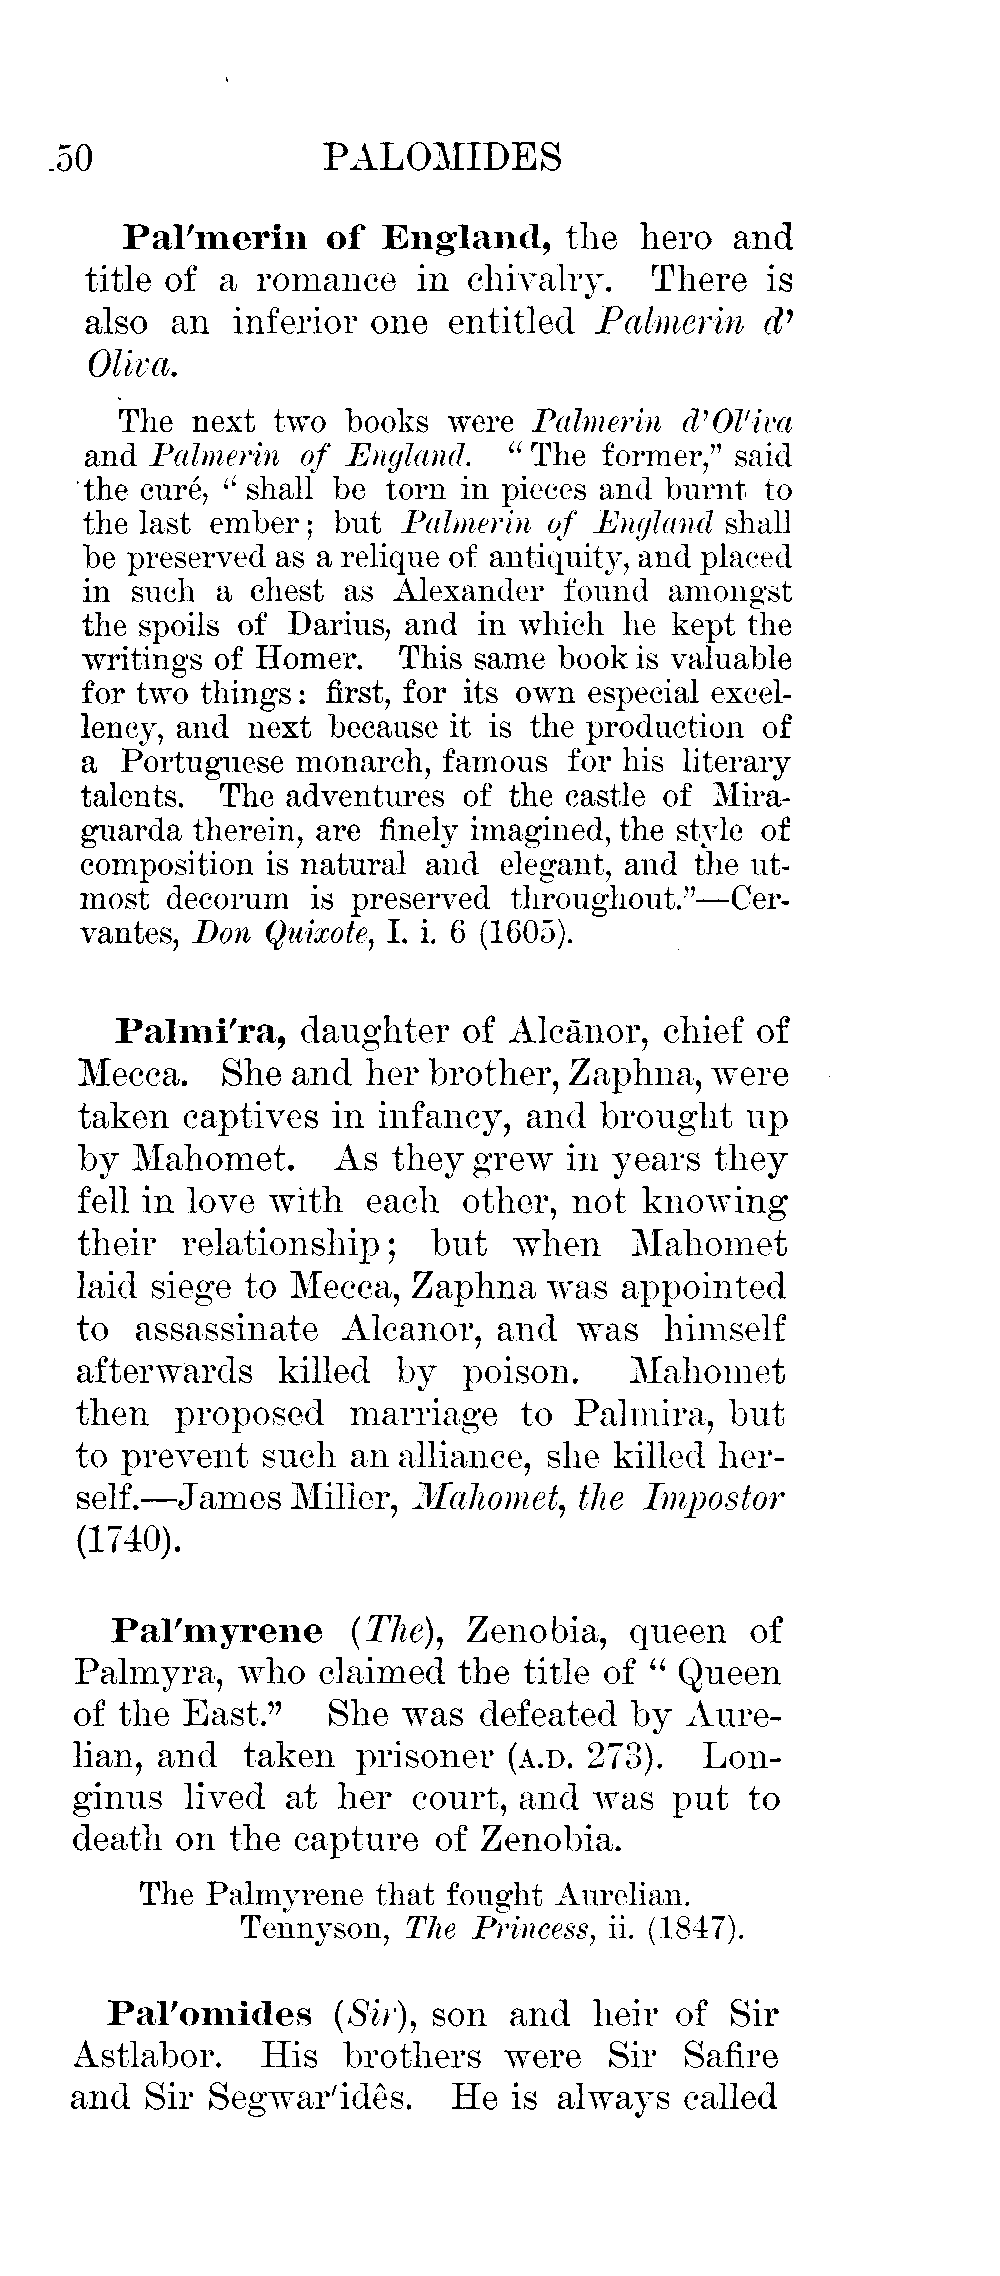 .50 PALOMIDES
Pal'merin of England, the hero and
title of a romance in chivalry. There is
also an inferior one entitled Palmerin d'
Oliva.
The next two books were Palmerin d'Ol'iva
and Palmerin of England. "The former," said
the curé, "shall be torn in pieces and burnt to
the last ember; but Palmerin of England shall
be preserved as a relique of antiquity, and placed
in such a chest as Alexander found amongst
the spoils of Darius, and in which he kept the
writings of Homer. This same book is valuable
for two things: first, for its own especial excel-
lency, and next because it is the production of
a Portuguese monarch, famous for his literary
talents. The adventures of the castle of Mira-
guarda therein, are finely imagined, the style of
composition is natural and elegant, and the ut-
most decorum is preserved throughout."—Cer-
vantes, Don Quixote, I. i. 6 (1605).
Palmi'ra, daughter of Alcānor, chief of
Mecca. She and her brother, Zaphna, were
taken captives in infancy, and brought up
by Mahomet. As they grew in years they
fell in love with each other, not knowing
their relationship; but when Mahomet
laid siege to Mecca, Zaphna was appointed
to assassinate Alcanor, and was himself
afterwards killed by poison. Mahomet
then proposed marriage to Palmira, but
to prevent such an alliance, she killed her-
self.—James Miller, Mahomet, the Impostor
(1740).
Pal'myrene (The), Zenobia, queen of
Palmyra, who claimed the title of "Queen
of the East." She was defeated by Aure-
lian, and taken prisoner (A.D. 273). Lon-
ginus lived at her court, and was put to
death on the capture of Zenobia.
The Palmyrene that fought Aurelian.
Tennyson, The Princess, ii. (1847).
Pal'omides (Sir), son and heir of Sir
Astlabor. His brothers were Sir Safire
and Sir Segwar'idês. He is always called